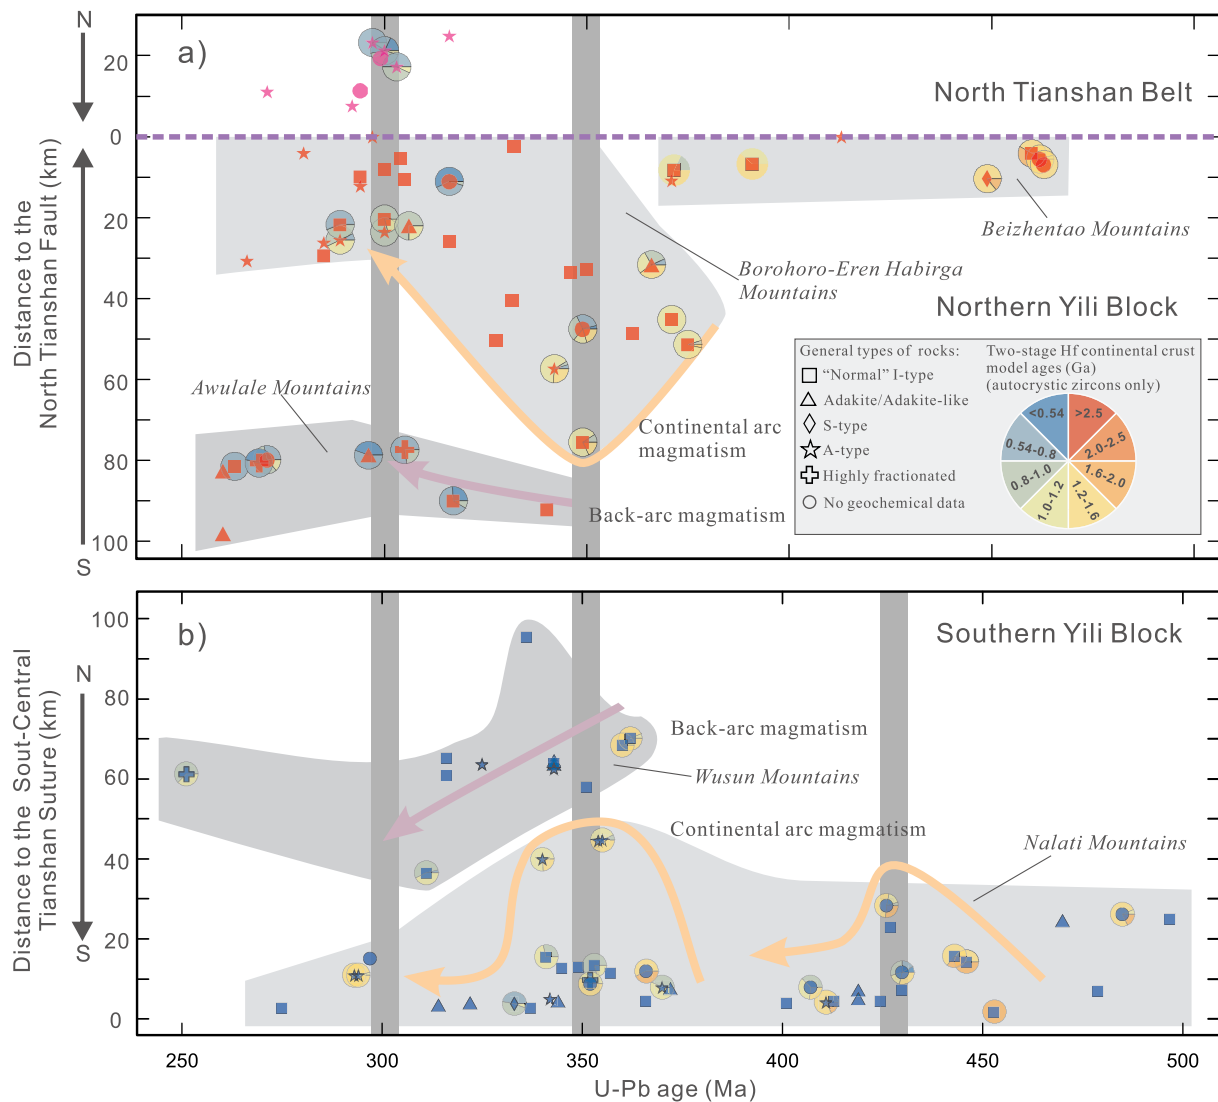 N
a)
20
0
20
40
60
80
100
S
Distance to the
North Tianshan Fault (km)
North Tianshan Belt
Beizhentao Mountains
Borohoro-Eren Habirga
Mountains
Northern Yili Block
Awulale Mountains
Continental arc
magmatism
Back-arc magmatism
General types of rocks:
“Normal” I-type
Adakite/Adakite-like
S-type
A-type
Highly fractionated
No geochemical data
Two-stage Hf continental crust
model ages (Ga)
(autocrystic zircons only)
<0.54
>2.5
0.54-0.8
2.0-2.5
0.8-1.0
1.6-2.0
1.0-1.2
1.2-1.6
b)
Southern Yili Block
N
100
80
60
40
20
0
S
Distance to the Sout-Central
Tianshan Suture (km)
Back-arc magmatism
Wusun Mountains
Continental arc magmatism
Nalati Mountains
250
300
350
400
450
500
U-Pb age (Ma)